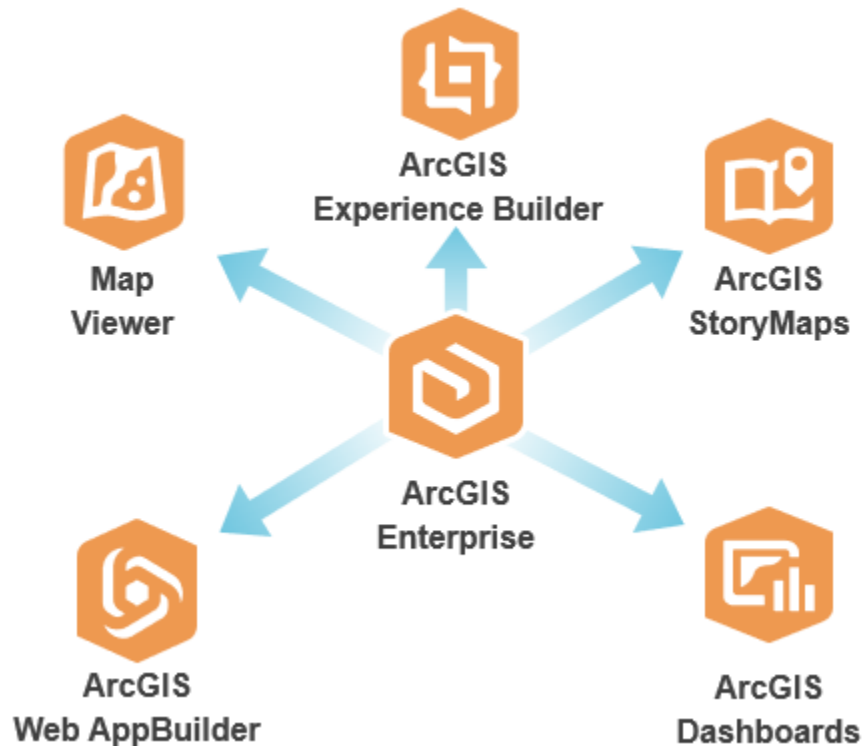 ArcGIS
Experience Builder
Map
Viewer
ArcGIS
StoryMaps
ArcGIS
Enterprise
ArcGIS
Web AppBuilder
ArcGIS
Dashboards